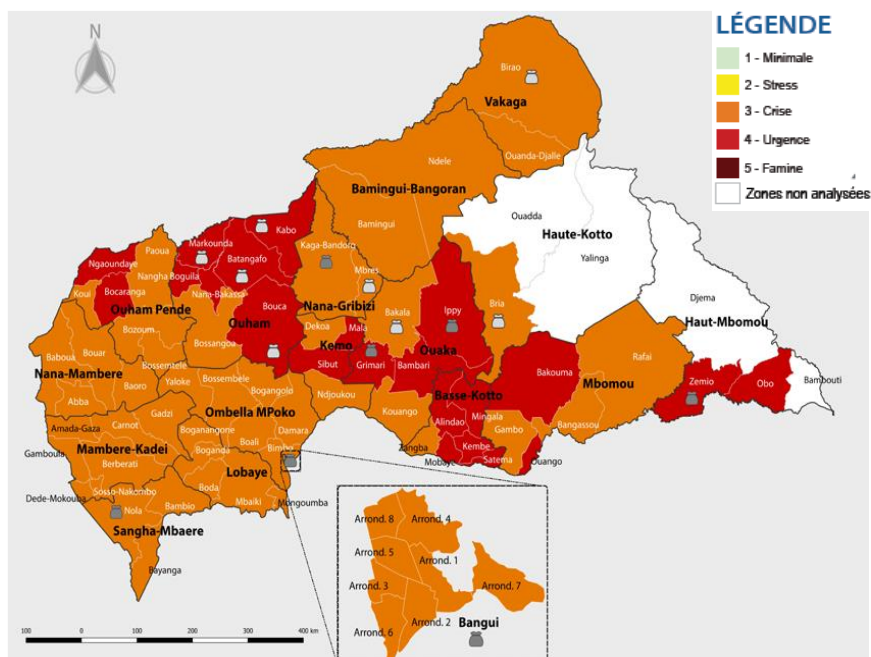 N
LÉGENDE
1 - Minimale
2 - Stress
3 - Crise
4 - Urgence
5 - Famine
Zones non analysées
Birao
Vakaga
Ouanda-Djalle
Ndele
Bamingui-Bangoran
Bamingui
Ouadda
Haute-Kotto
Yalinga
Djema
Haut-Mbomou
Bambouti
Kabo
Markounda
Batangafo
Kaga-Bandoro
Mbres
Paoua
Ngaoundaye
Nangha Boguila
Nana-Bakassa
Koui
Bocaranga
Ouham Pende
Bouca
Ouham
Nana-Gribizi
Bakala
Ippy
Bria
Bozoum
Bossangoa
Dekoa
Mala
Kemo
Ouaka
Sibut
Grimari
Bambari
Bakouma
Rafai
Mbomou
Zemio
Obo
Baboua
Bouar
Bossemtele
Nana-Mambere
Baoro
Yaloke
Bossembele
Bogangolo
Abba
Ndjoukou
Kouango
Basse-Kotto
Alindao
Mingala
Gambo
Bangassou
Ombella MPoko
Gadzi
Amada-Gaza
Carnot
Boganangone
Damara
Boali
Bimbo
Zangba
Mobaye
Kembe
Satema
Ouango
Mambere-Kadei
Gamboula
Berberati
Boganda
Lobaye
Dede-Mokouba
Sosso-Nakombo
Boda
Mbaiki
Mongoumba
Nola
Bambio
Sangha-Mbaere
Bayanga
Arrond. 8
Arrond. 4
Arrond. 5
Arrond. 1
Arrond. 3
Arrond. 7
Arrond. 2
Arrond. 6
Bangui
100 0 100 200 300 400 km